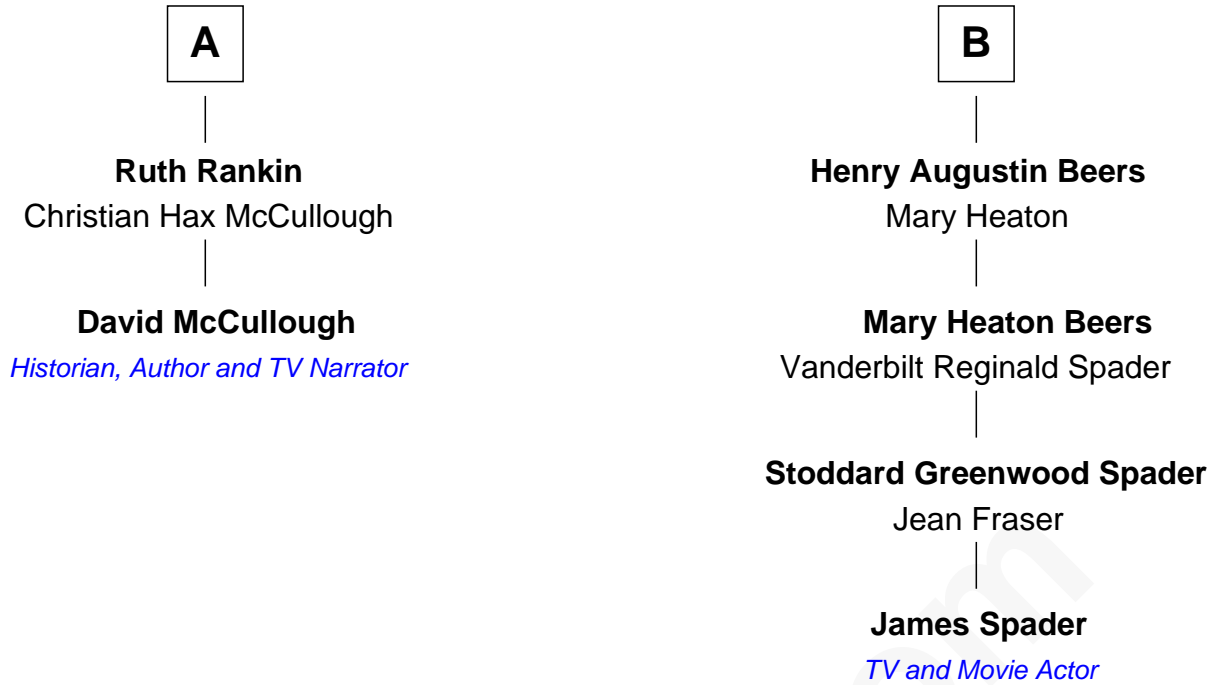 A
Ruth Rankin
Christian Hax McCullough
David McCullough
Historian, Author and TV Narrator
B
Henry Augustin Beers
Mary Heaton
Mary Heaton Beers
Vanderbilt Reginald Spader
Stoddard Greenwood Spader
Jean Fraser
James Spader
TV and Movie Actor